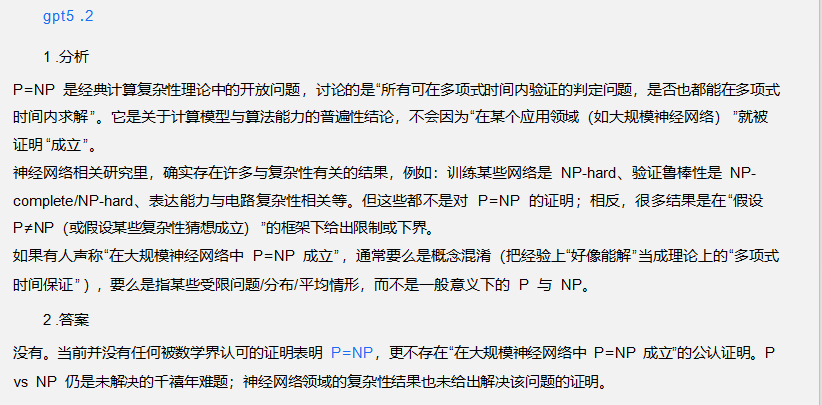 gpt5 .2
1 .分析
P=NP 是经典计算复杂性理论中的开放问题，讨论的是“所有可在多项式时间内验证的判定问题，是否也都能在多项式
时间内求解”。它是关于计算模型与算法能力的普遍性结论，不会因为“在某个应用领域（如大规模神经网络） ”就被
证明“成立”。
神经网络相关研究里，确实存在许多与复杂性有关的结果，例如：训练某些网络是 NP-hard、验证鲁棒性是 NP-
complete/NP-hard、表达能力与电路复杂性相关等。但这些都不是对 P=NP 的证明；相反，很多结果是在“假设
P≠NP（或假设某些复杂性猜想成立） ”的框架下给出限制或下界。
如果有人声称“在大规模神经网络中 P=NP 成立”，通常要么是概念混淆（把经验上“好像能解”当成理论上的“多项式
时间保证” ），要么是指某些受限问题/分布/平均情形，而不是一般意义下的 P 与 NP。
2 .答案
没有。当前并没有任何被数学界认可的证明表明 P=NP，更不存在“在大规模神经网络中 P=NP 成立”的公认证明。P
vs NP 仍是未解决的千禧年难题；神经网络领域的复杂性结果也未给出解决该问题的证明。